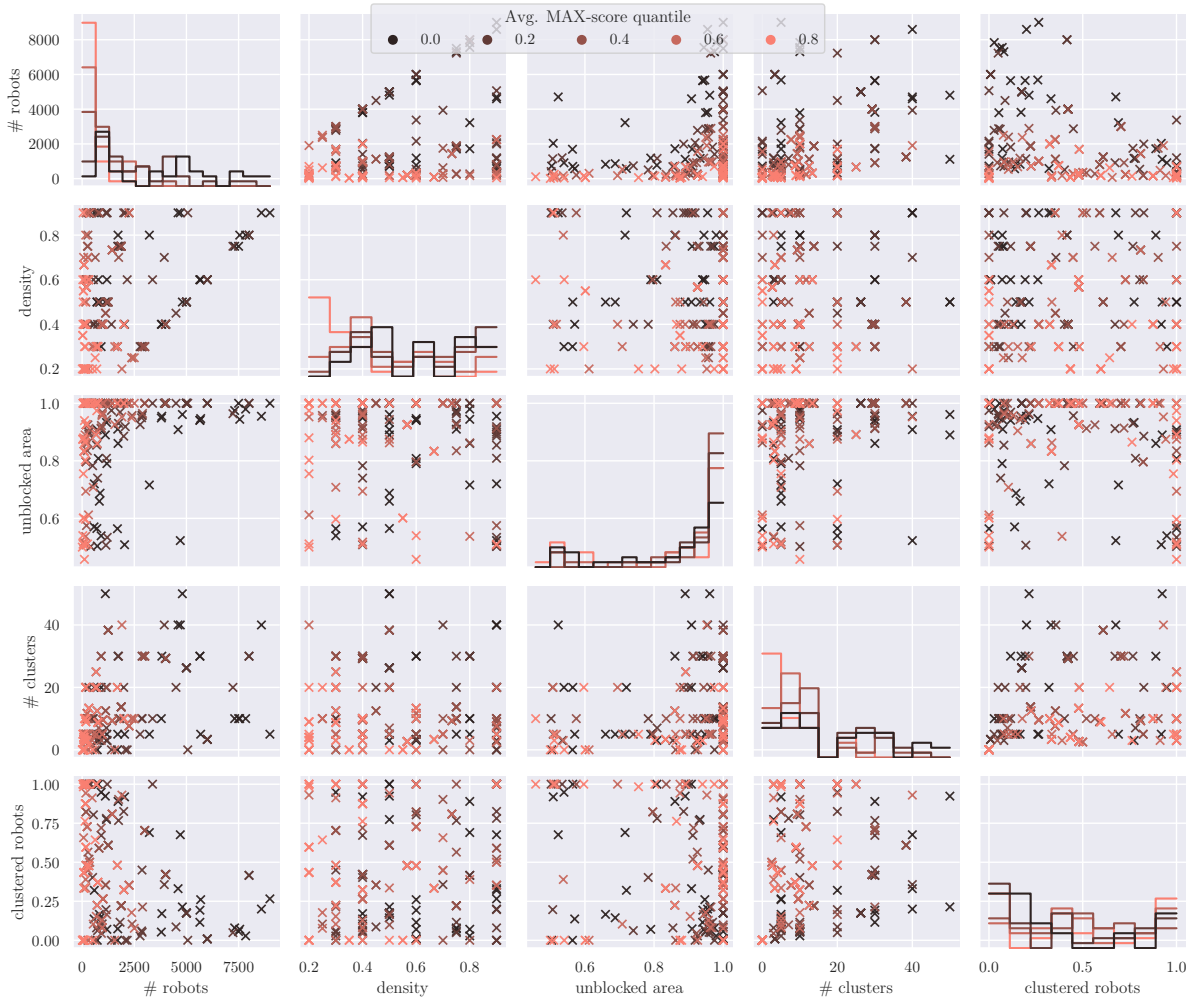 Avg. MAX-score quantile
0.0 0.2 0.4 0.6 0.8
# robots
8000
6000
4000
2000
0
density
0.8
0.6
0.4
0.2
unblocked area
1.0
0.8
0.6
# clusters
40
20
0
clustered robots
1.00
0.75
0.50
0.25
0.00
0 2500 5000 7500
# robots
0.2 0.4 0.6 0.8
density
0.6 0.8 1.0
unblocked area
0 20 40
# clusters
0.0 0.5 1.0
clustered robots